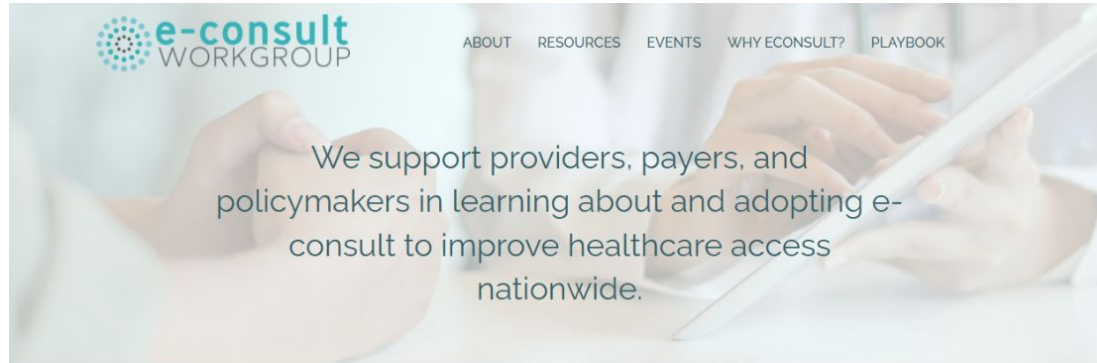 e-consult
WORKGROUP
ABOUT RESOURCES EVENTS WHY ECONSULT? PLAYBOOK
We support providers, payers, and
policymakers in learning about and adopting e-
consult to improve healthcare access
nationwide.